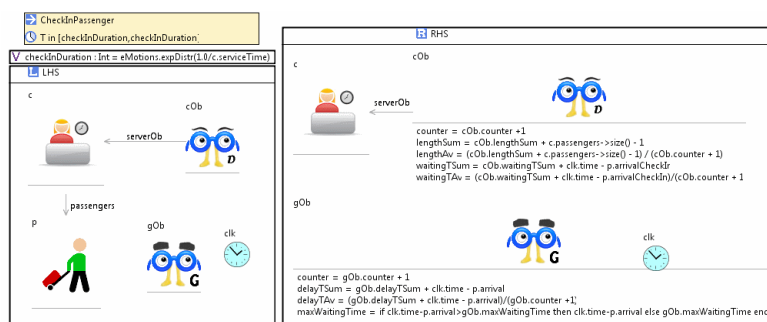 CheckInPassenger
T in [checkInDuration,checkInDuration]
V checkInDuration : Int = eMotions.expDistr(1.0/c.serviceTime)
L LHS
c
cOb
serverOb
D
passengers
p
gOb
clk
G
R RHS
cOb
c
serverOb
D
counter = cOb.counter +1
lengthSum = cOb.lengthSum + c.passengers->size() - 1
lengthAv = (cOb.lengthSum + c.passengers->size() - 1) / (cOb.counter + 1)
waitingTSum = cOb.waitingTSum + clk.time - p.arrivalCheckIr
waitingTAv = (cOb.waitingTSum + clk.time - p.arrivalCheckIn)/(cOb.counter + 1
gOb
clk
G
counter = gOb.counter + 1
delayTSum = gOb.delayTSum + clk.time - p.arrival
delayTAv = (gOb.delayTSum + clk.time - p.arrival)/(gOb.counter +1)
maxWaitingTime = if clk.time-p.arrival>gOb.maxWaitingTime then clk.time-p.arrival else gOb.maxWaitingTime end